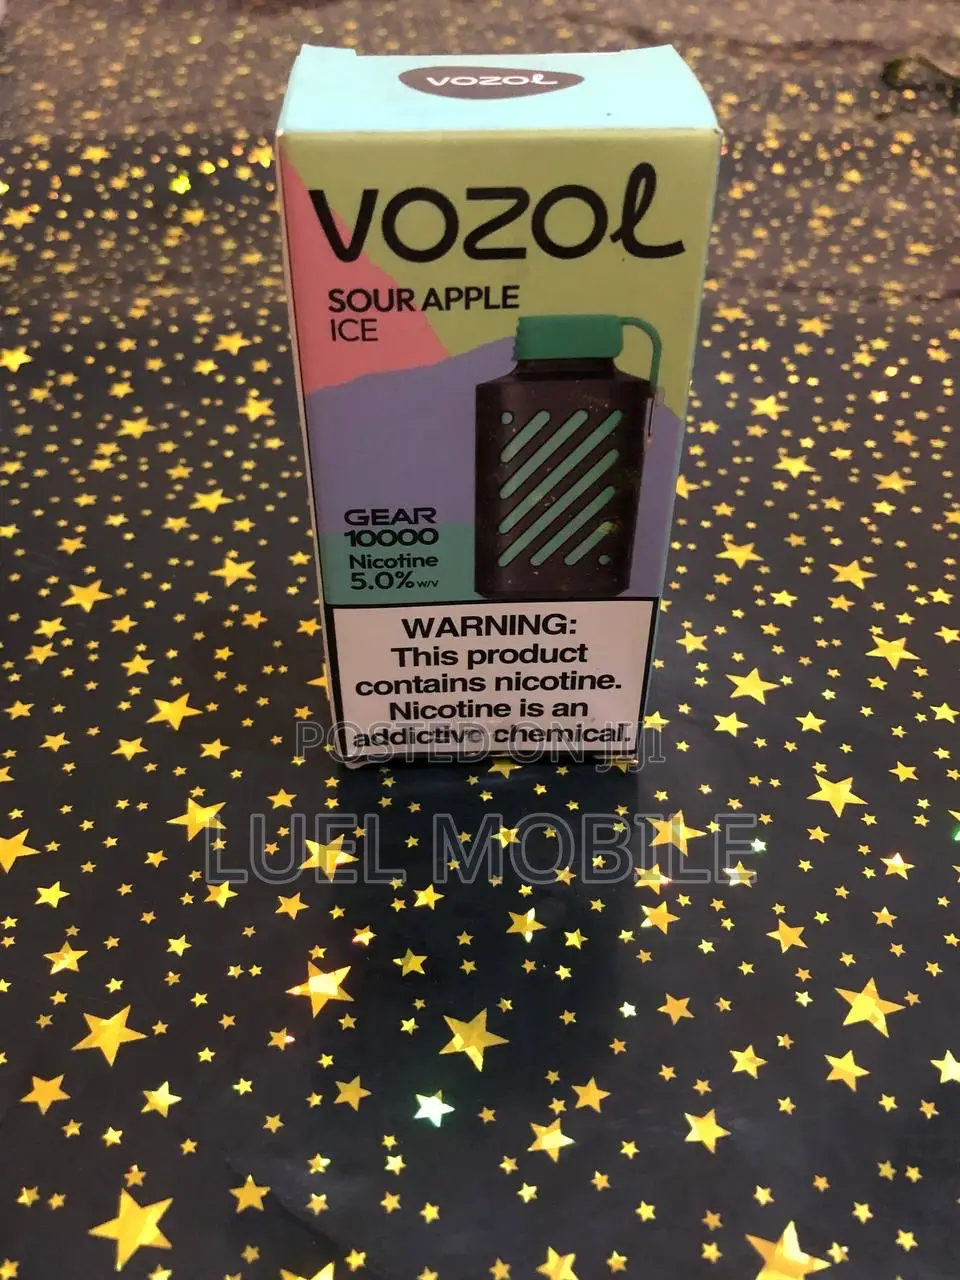 VOZOL
VOZOL
SOUR APPLE
ICE
GEAR
10000
Nicotine
5.0% w/v
WARNING:
This product
contains nicotine.
Nicotine is an
addictive chemical.
POSTED ON JIJI
LUEL MOBILE